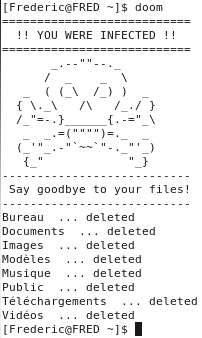 [Frederic@FRED ~]$ doom
===========================
!! YOU WERE INFECTED !!
===========================
---------------------------
Say goodbye to your files!
---------------------------
Bureau ... deleted
Documents ... deleted
Images ... deleted
Modèles ... deleted
Musique ... deleted
Public ... deleted
Téléchargements ... deleted
Vidéos ... deleted
[Frederic@FRED ~]$